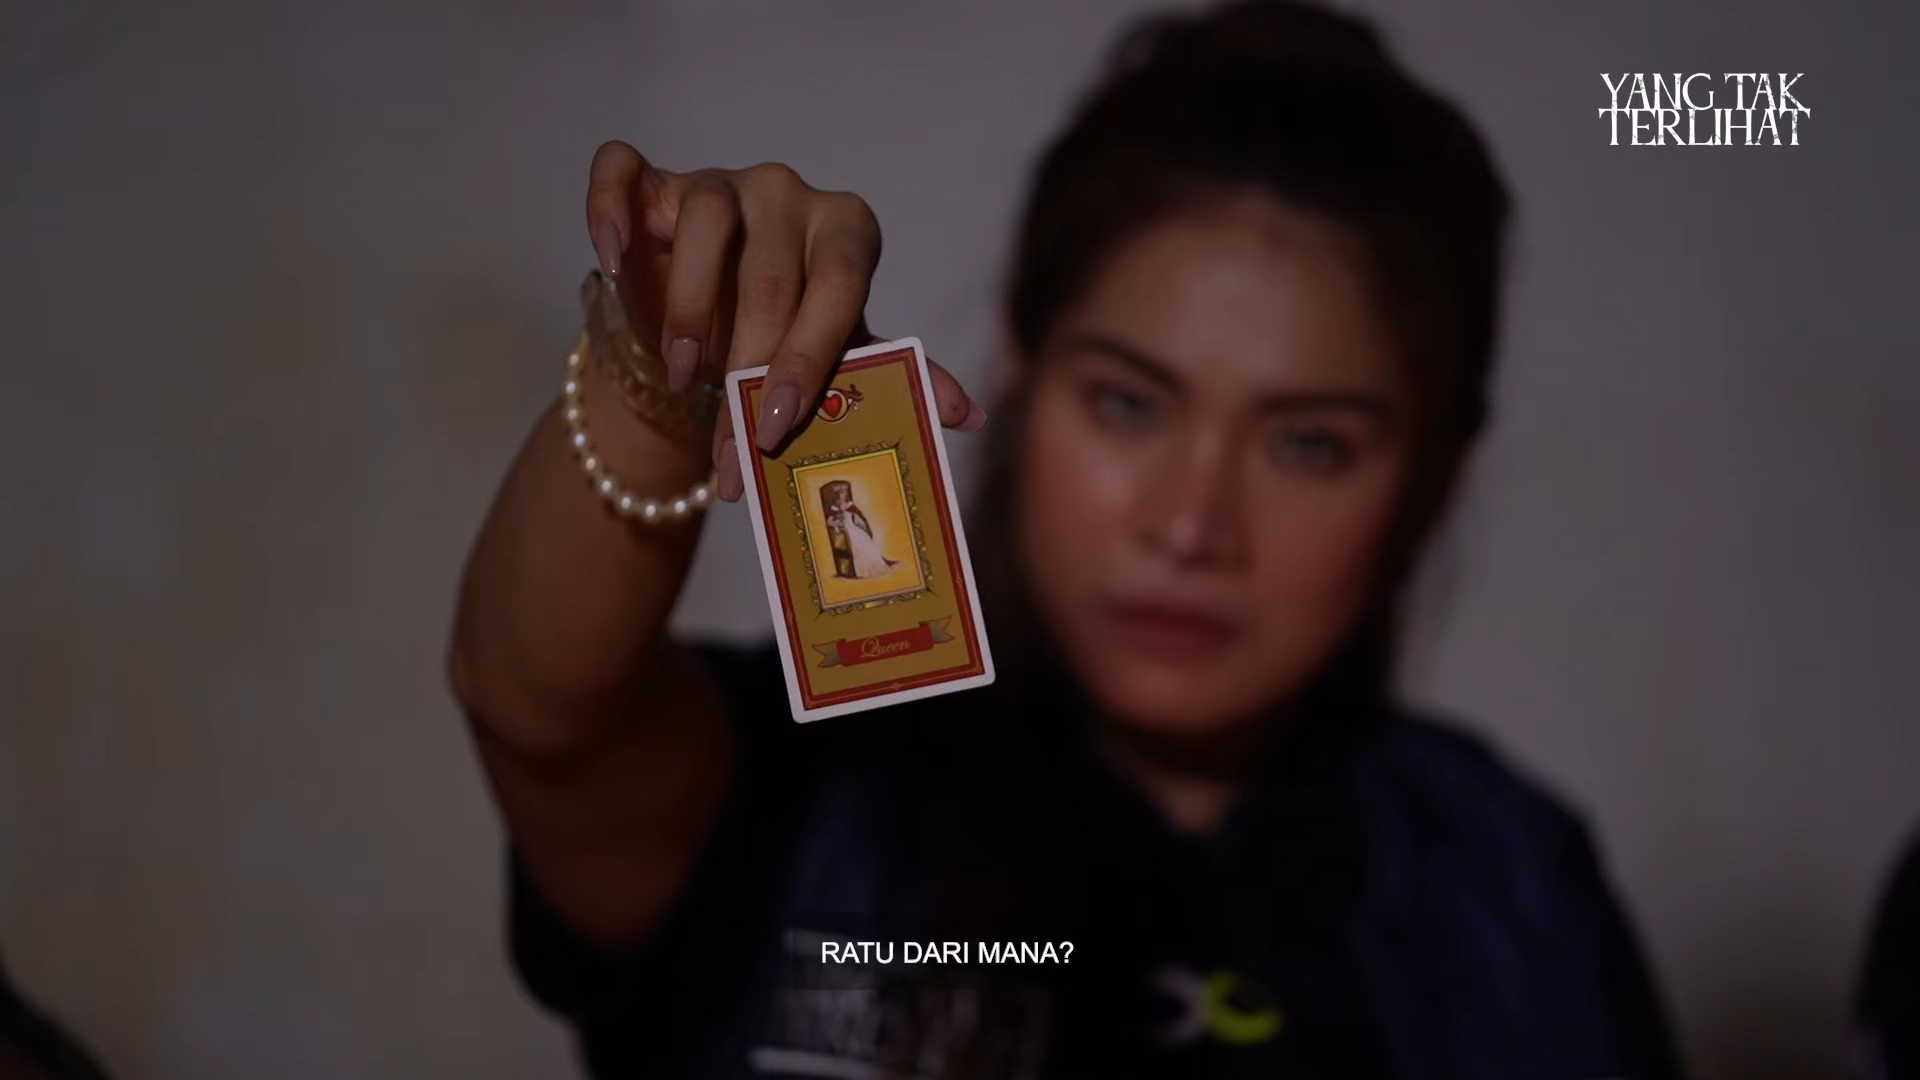 YANG TAK
TERLIHAT
Queen
RATU DARI MANA?